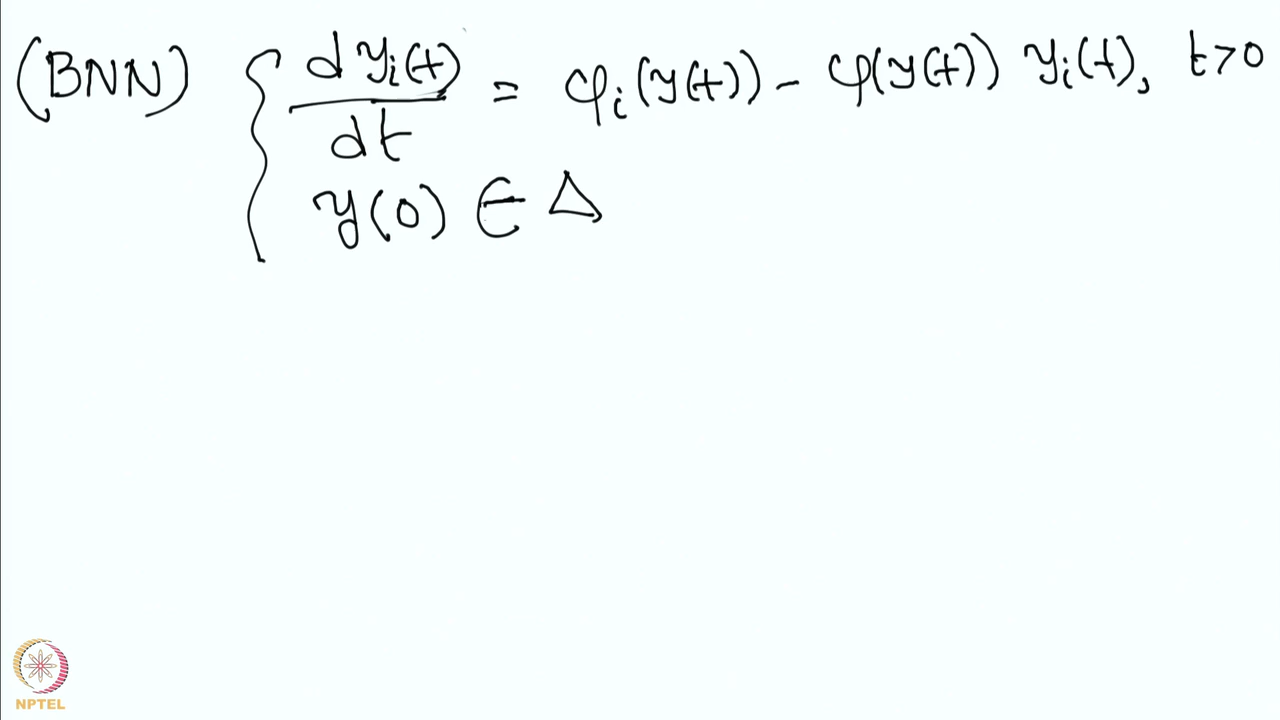 (BNN) { dyᵢ(t)/dt = φᵢ(y(t)) - φ(y(t)) yᵢ(t), t>0
y(0) ∈ Δ
NPTEL